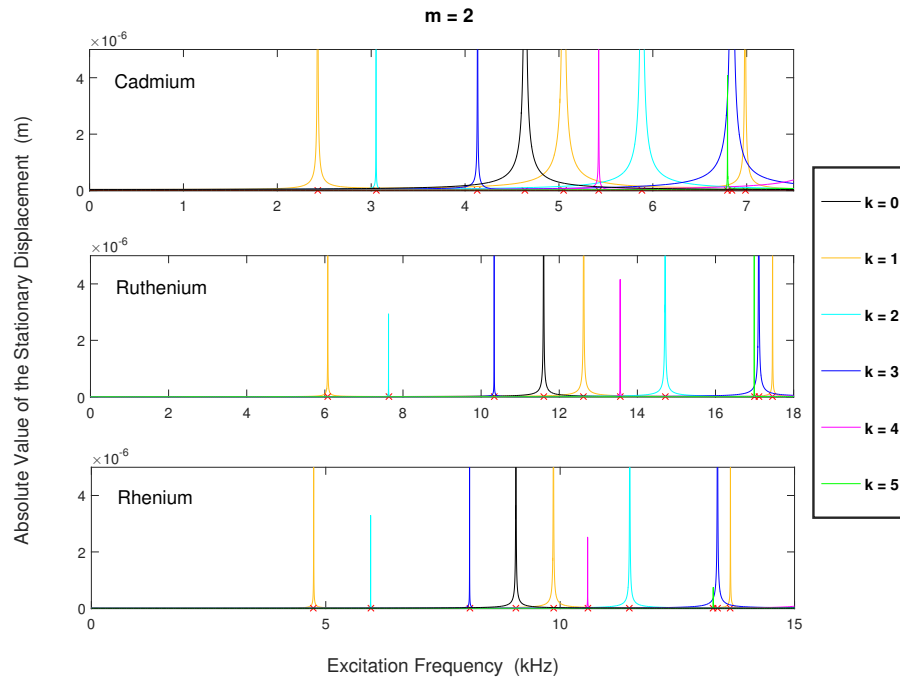 m = 2
Absolute Value of the Stationary Displacement (m)
×10⁻⁶
Cadmium
4
2
0
0 1 2 3 4 5 6 7
×10⁻⁶
Ruthenium
4
2
0
0 2 4 6 8 10 12 14 16 18
×10⁻⁶
Rhenium
4
2
0
0 5 10 15
Excitation Frequency (kHz)
k = 0
k = 1
k = 2
k = 3
k = 4
k = 5